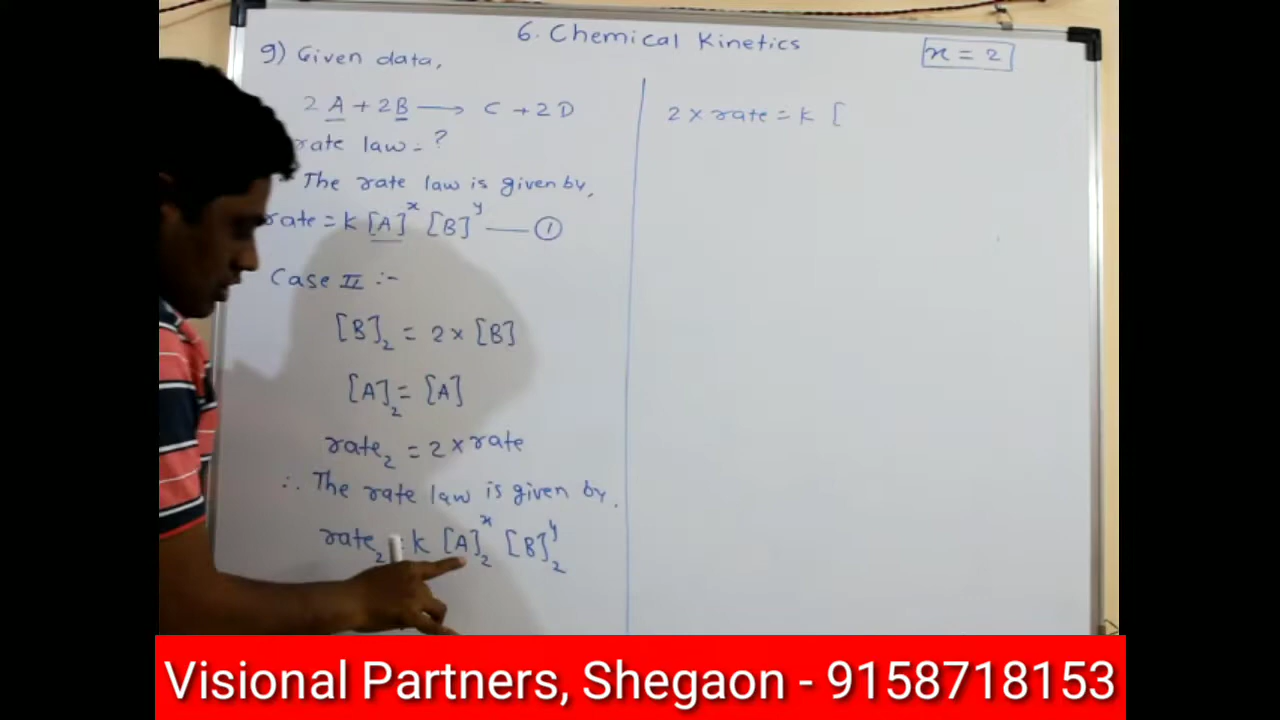 6. Chemical Kinetics
9) Given data,
2A + 2B → C + 2D
rate law = ?
The rate law is given by,
rate = k [A]^x [B]^y — ①
Case II :-
[B]₂ = 2 × [B]
[A]₂ = [A]
rate₂ = 2 × rate
∴ The rate law is given by.
rate₂ = k [A]₂^x [B]₂^y
x = 2
2 × rate = k [
Visional Partners, Shegaon - 9158718153